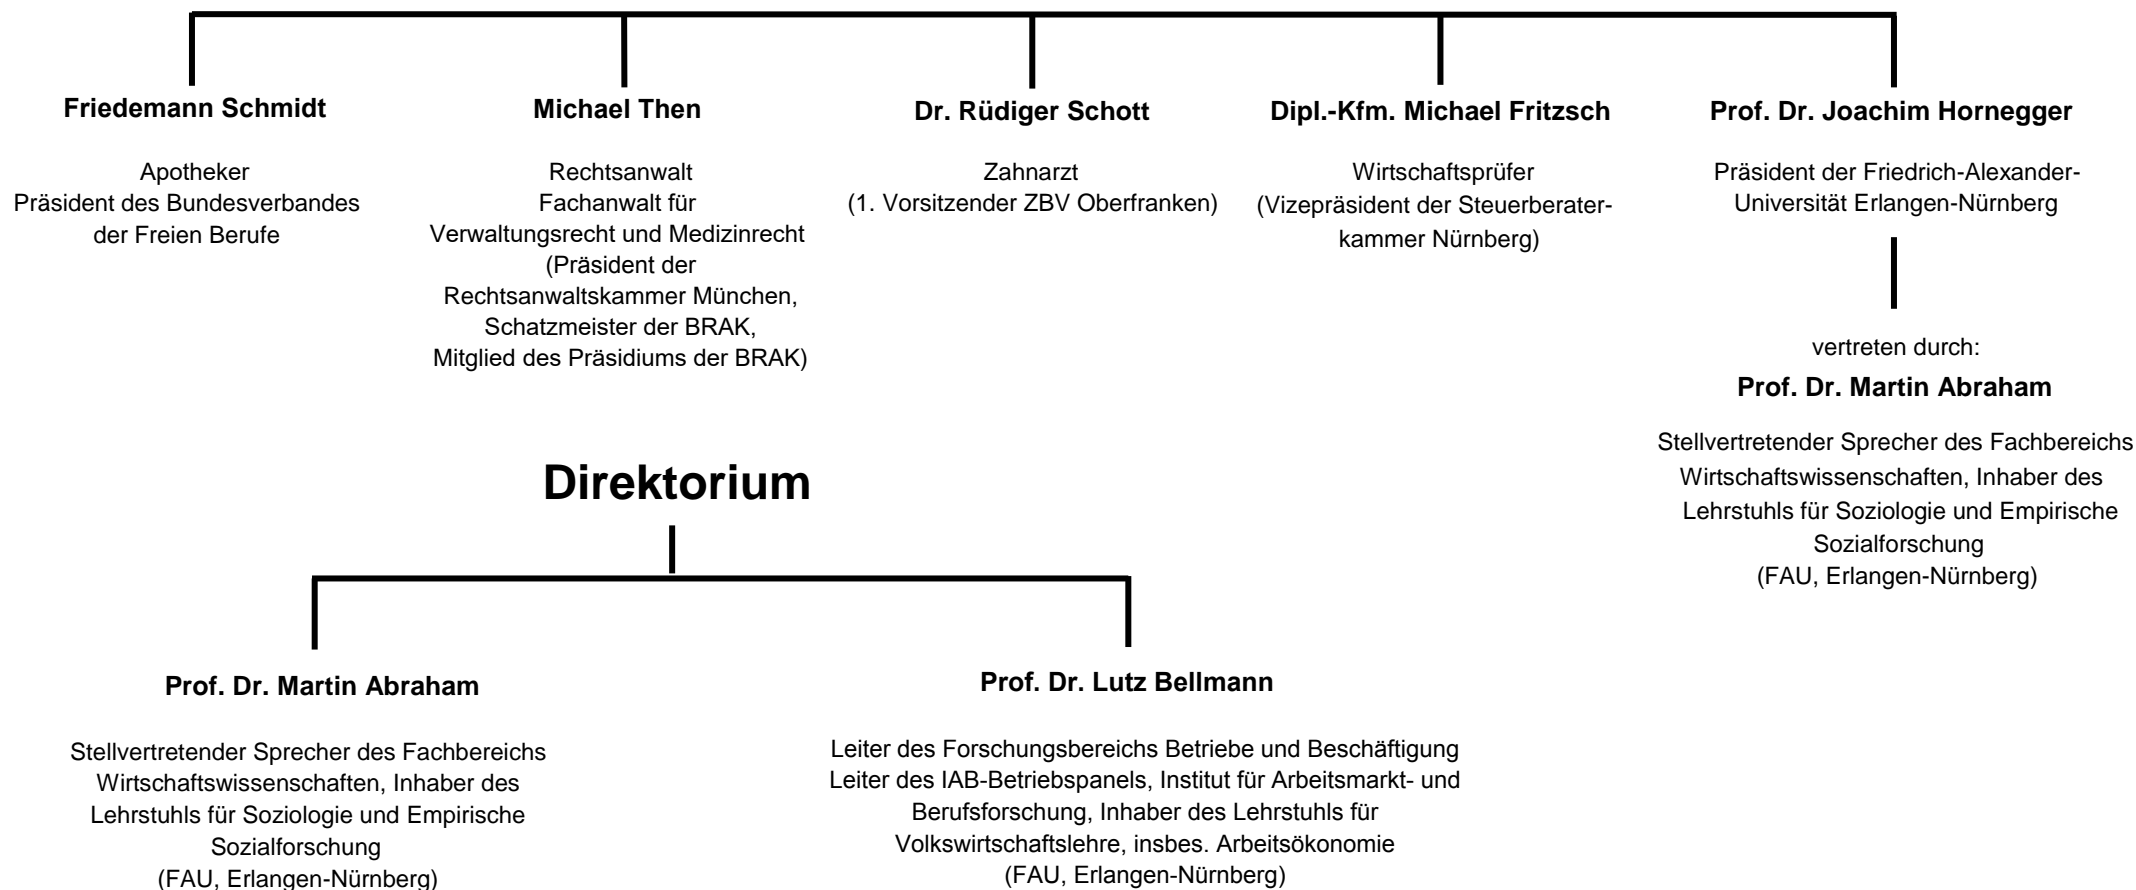 Friedemann Schmidt
Apotheker
Präsident des Bundesverbandes
der Freien Berufe
Michael Then
Rechtsanwalt
Fachanwalt für
Verwaltungsrecht und Medizinrecht
(Präsident der
Rechtsanwaltskammer München,
Schatzmeister der BRAK,
Mitglied des Präsidiums der BRAK)
Dr. Rüdiger Schott
Zahnarzt
(1. Vorsitzender ZBV Oberfranken)
Dipl.-Kfm. Michael Fritzsch
Wirtschaftsprüfer
(Vizepräsident der Steuerberater-
kammer Nürnberg)
Prof. Dr. Joachim Hornegger
Präsident der Friedrich-Alexander-
Universität Erlangen-Nürnberg
vertreten durch:
Prof. Dr. Martin Abraham
Stellvertretender Sprecher des Fachbereichs
Wirtschaftswissenschaften, Inhaber des
Lehrstuhls für Soziologie und Empirische
Sozialforschung
(FAU, Erlangen-Nürnberg)
Direktorium
Prof. Dr. Martin Abraham
Stellvertretender Sprecher des Fachbereichs
Wirtschaftswissenschaften, Inhaber des
Lehrstuhls für Soziologie und Empirische
Sozialforschung
(FAU, Erlangen-Nürnberg)
Prof. Dr. Lutz Bellmann
Leiter des Forschungsbereichs Betriebe und Beschäftigung
Leiter des IAB-Betriebspanels, Institut für Arbeitsmarkt- und
Berufsforschung, Inhaber des Lehrstuhls für
Volkswirtschaftslehre, insbes. Arbeitsökonomie
(FAU, Erlangen-Nürnberg)